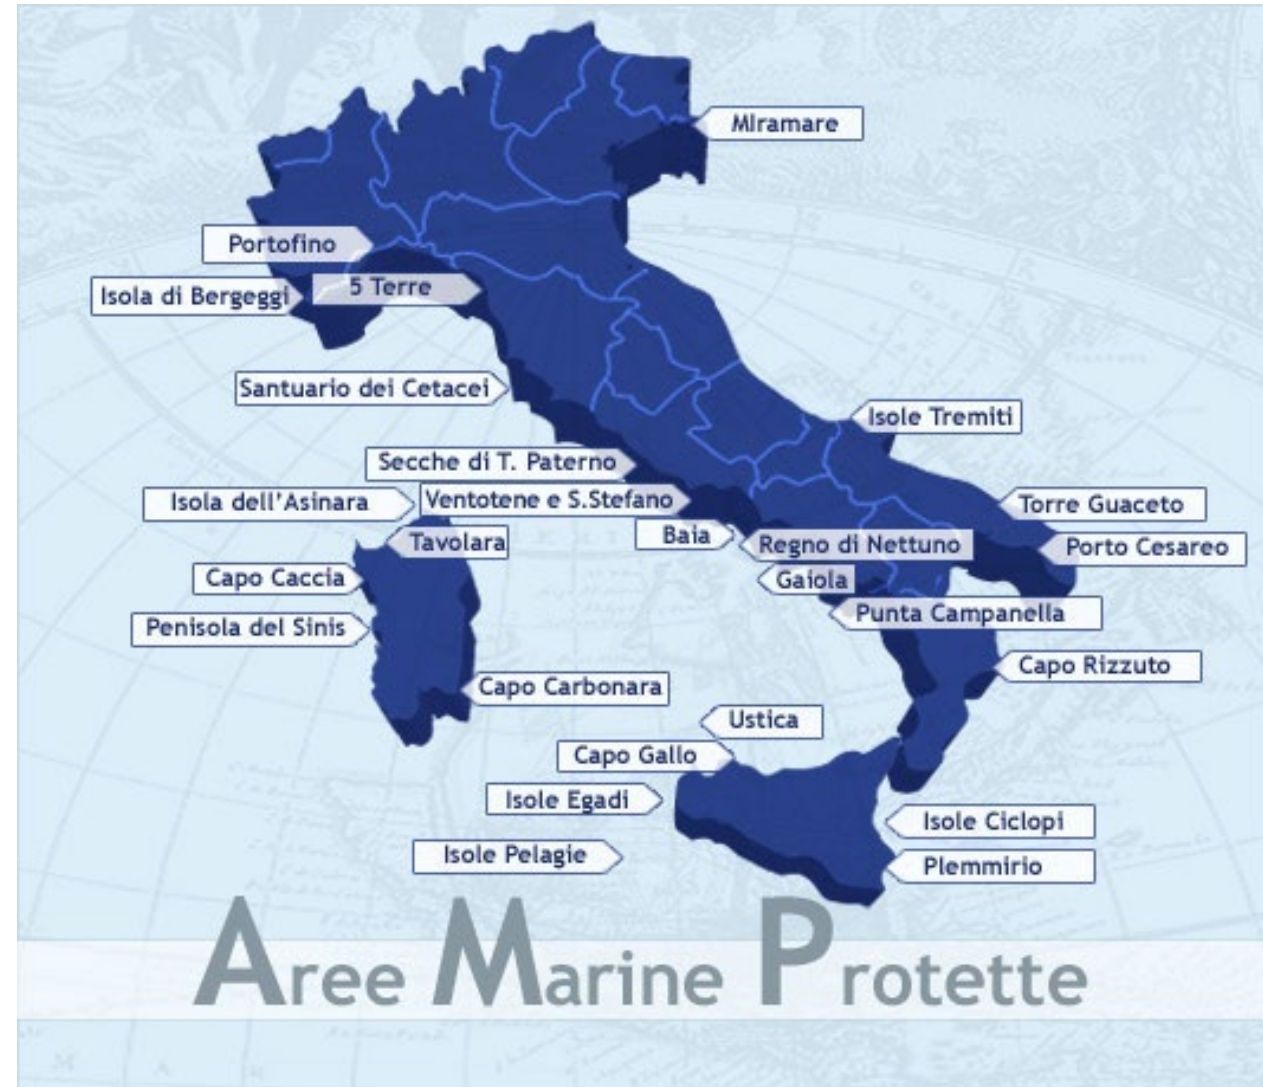 MIramare
Portofino
5 Terre
Isola di Bergeggi
Santuario dei Cetacei
Isole Tremiti
Secche di T. Paterno
Isola dell'Asinara
Ventotene e S.Stefano
Torre Guaceto
Baia
Tavolara
Regno di Nettuno
Porto Cesareo
Capo Caccia
Gaiola
Punta Campanella
Penisola del Sinis
Capo Rizzuto
Capo Carbonara
Ustica
Capo Gallo
Isole Egadi
Isole Ciclopi
Isole Pelagie
Plemmirio
Aree Marine Protette